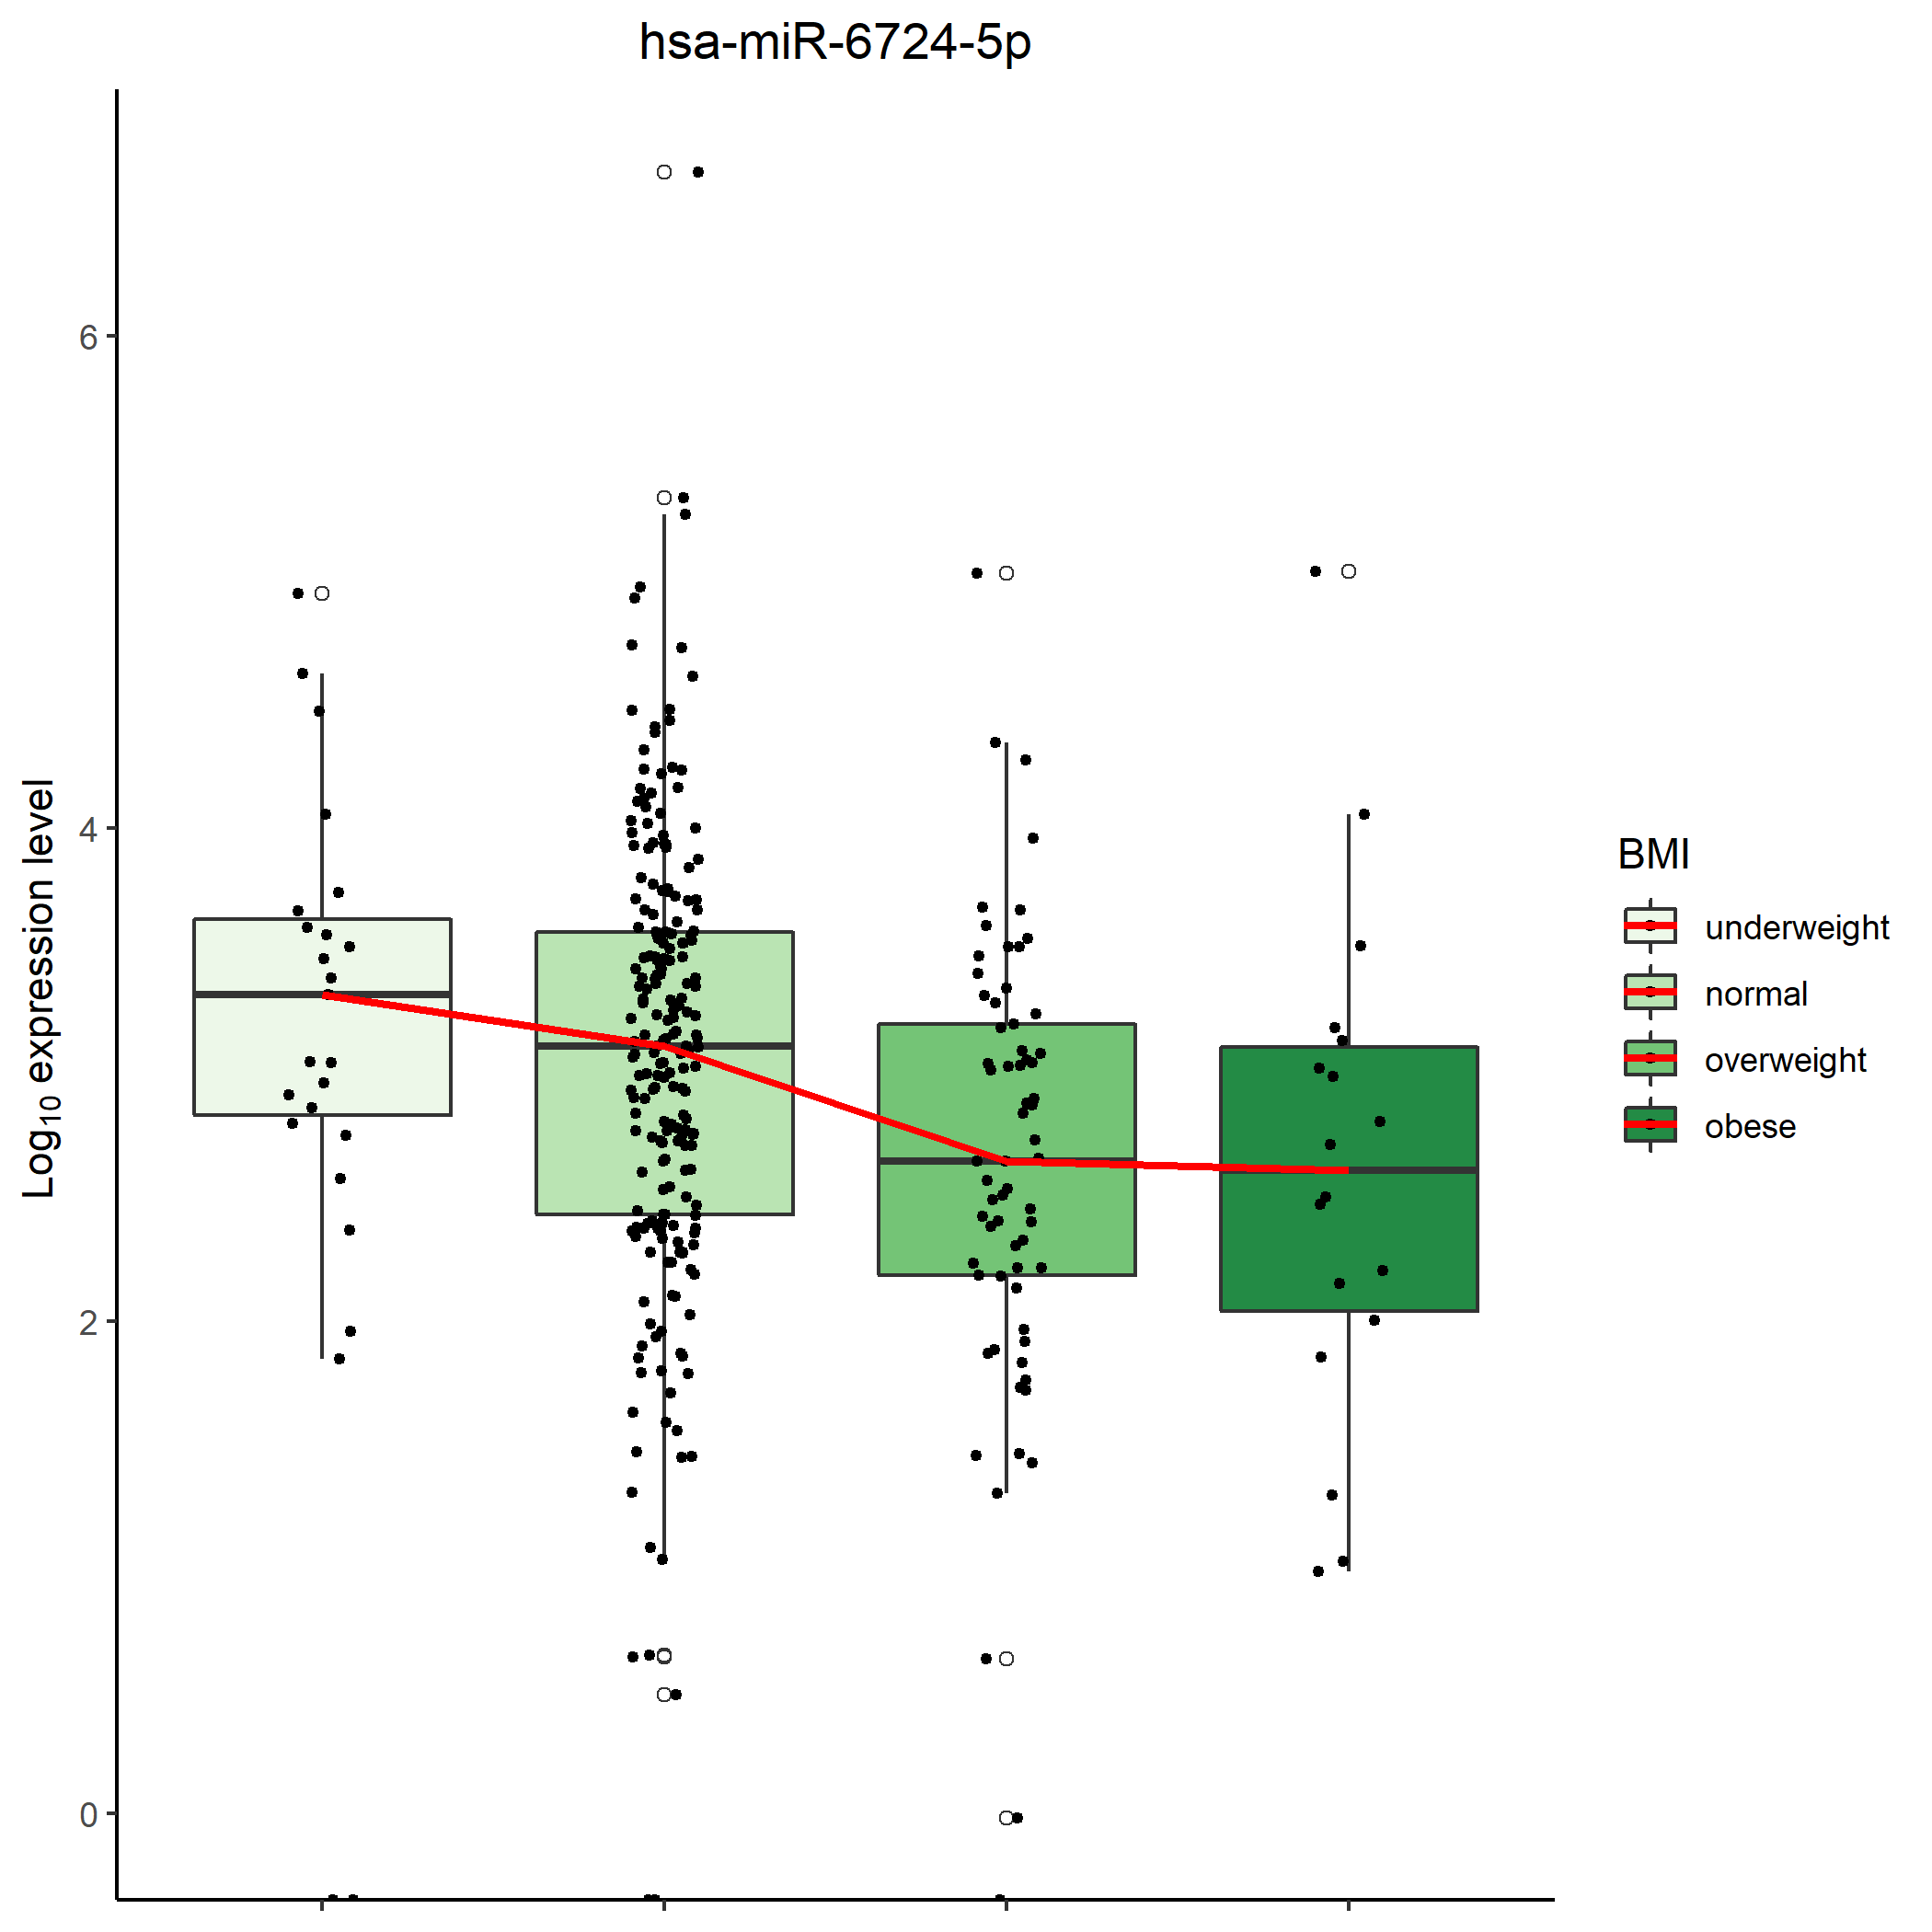 hsa-miR-6724-5p
Log₁₀ expression level
6
4
2
0
BMI
underweight
normal
overweight
obese